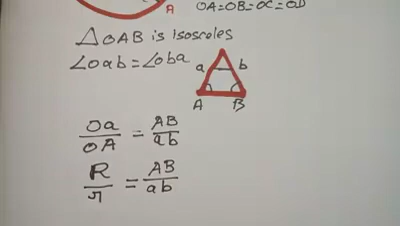 A
OA=OB=OC=OD
△OAB is isosceles
∠oab=∠oba
a b
A B
oa/OA = AB/ab
R/r = AB/ab